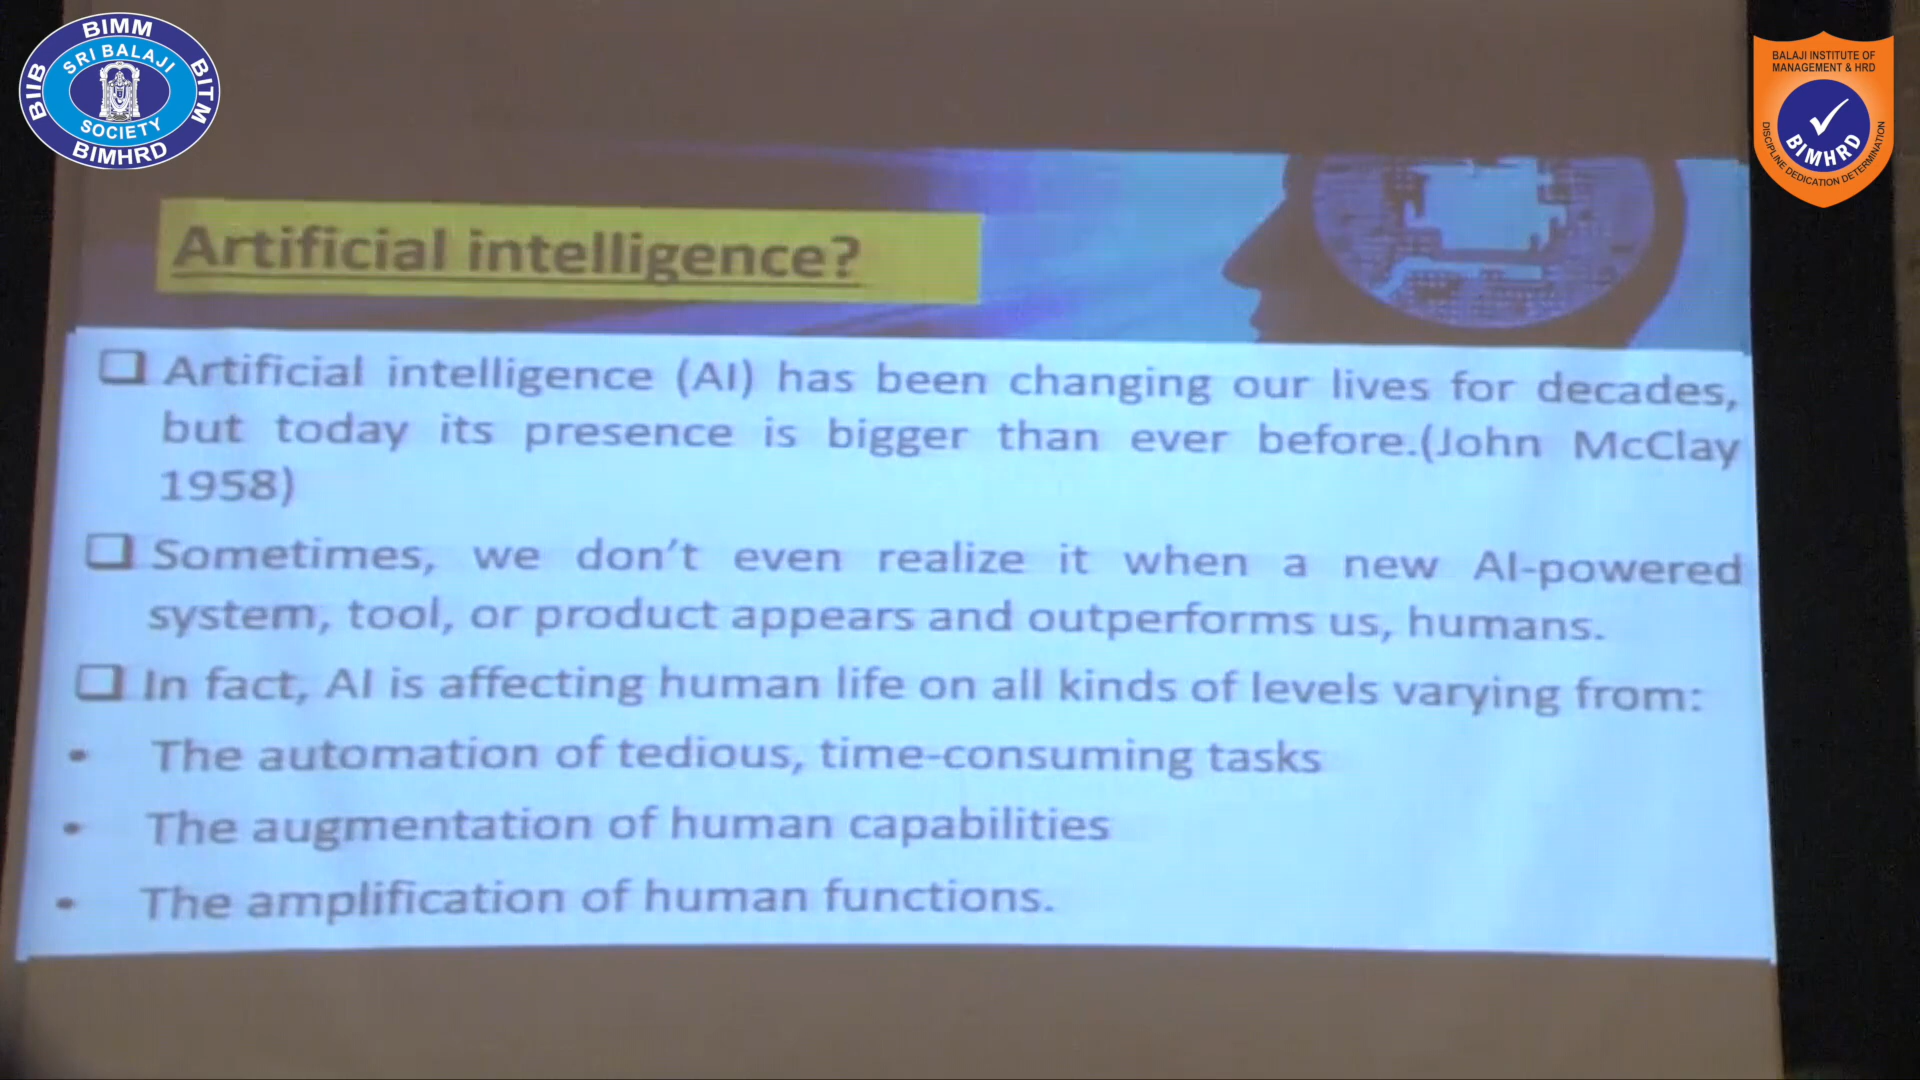 BIMM
SRI BALAJI
BIIB
BITM
SOCIETY
BIMHRD
BALAJI INSTITUTE OF
MANAGEMENT & HRD
BIMHRD
DISCIPLINE DEDICATION DETERMINATION
Artificial intelligence?
Artificial intelligence (AI) has been changing our lives for decades,
but today its presence is bigger than ever before.(John McClay
1958)
Sometimes, we don't even realize it when a new AI-powered
system, tool, or product appears and outperforms us, humans.
In fact, AI is affecting human life on all kinds of levels varying from:
• The automation of tedious, time-consuming tasks
• The augmentation of human capabilities
• The amplification of human functions.